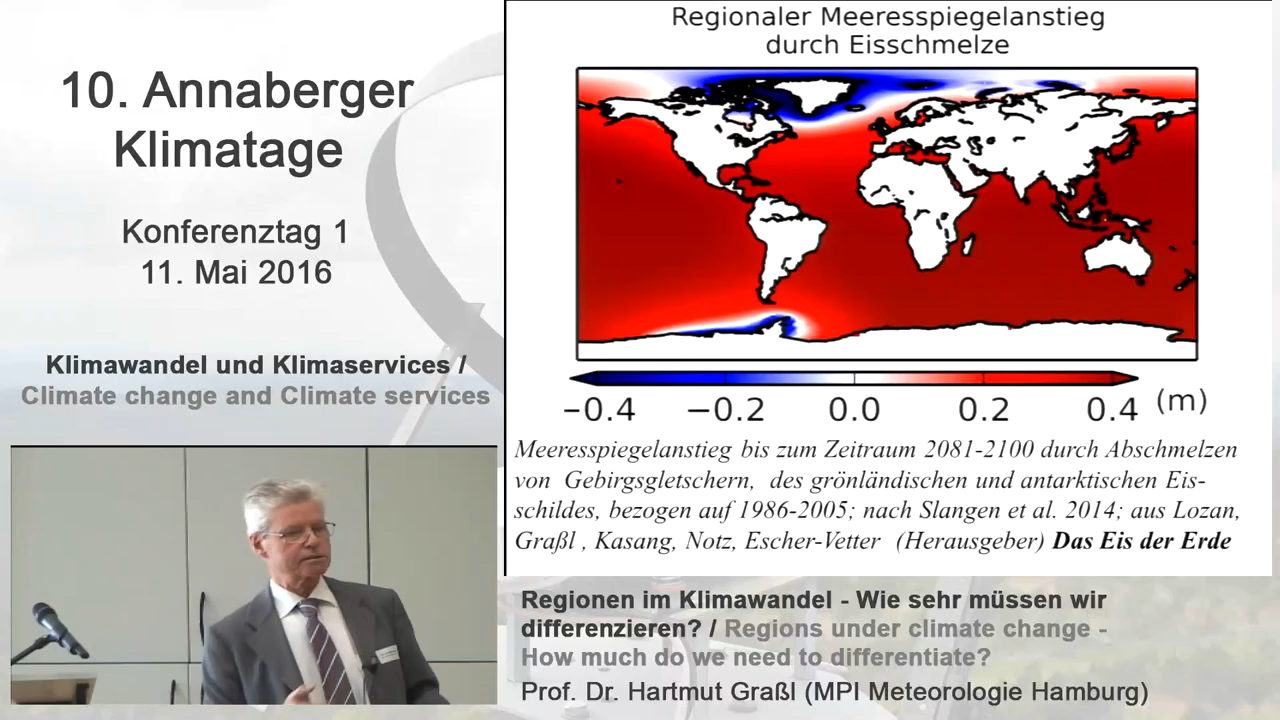 10. Annaberger
Klimatage
Konferenztag 1
11. Mai 2016
Klimawandel und Klimaservices /
Climate change and Climate services
Regionaler Meeresspiegelanstieg
durch Eisschmelze
−0.4 −0.2 0.0 0.2 0.4 (m)
Meeresspiegelanstieg bis zum Zeitraum 2081-2100 durch Abschmelzen
von Gebirgsgletschern, des grönländischen und antarktischen Eis-
schildes, bezogen auf 1986-2005; nach Slangen et al. 2014; aus Lozan,
Graßl , Kasang, Notz, Escher-Vetter (Herausgeber) Das Eis der Erde
Regionen im Klimawandel - Wie sehr müssen wir
differenzieren? / Regions under climate change -
How much do we need to differentiate?
Prof. Dr. Hartmut Graßl (MPI Meteorologie Hamburg)